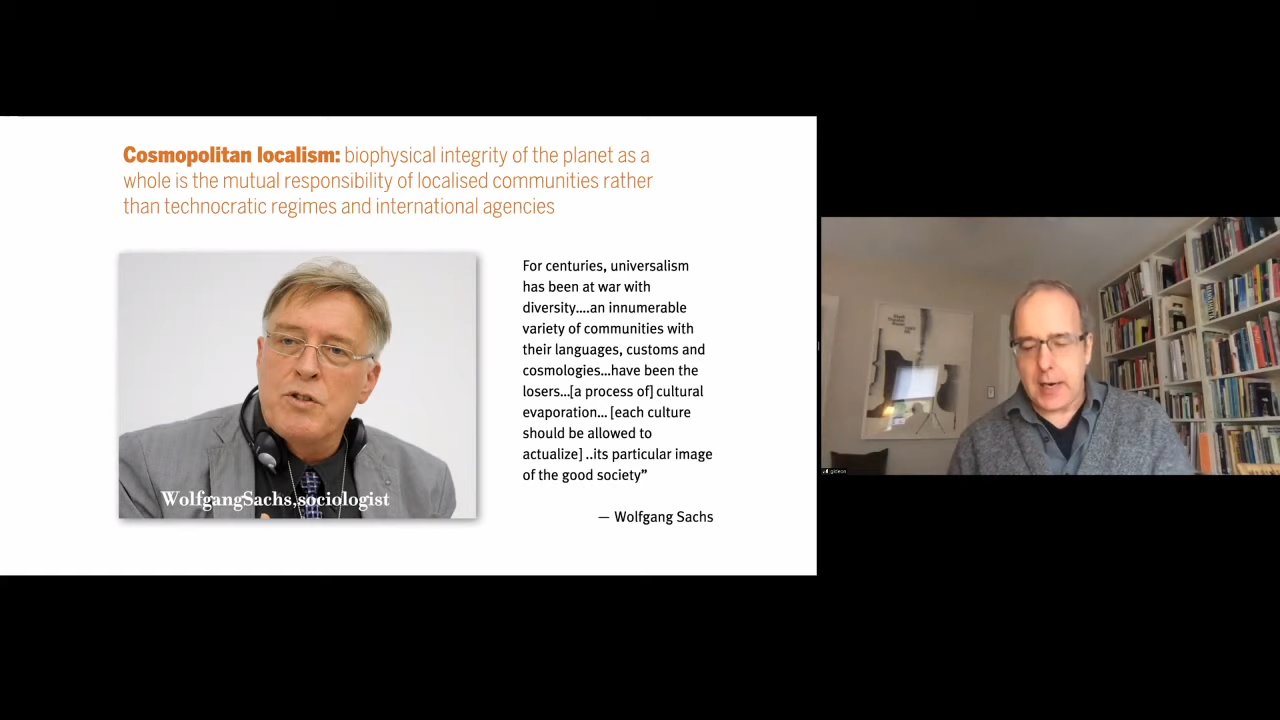 Cosmopolitan localism: biophysical integrity of the planet as a
whole is the mutual responsibility of localised communities rather
than technocratic regimes and international agencies
For centuries, universalism
has been at war with
diversity....an innumerable
variety of communities with
their languages, customs and
cosmologies...have been the
losers...[a process of] cultural
evaporation... [each culture
should be allowed to
actualize] ..its particular image
of the good society”
— Wolfgang Sachs
WolfgangSachs,sociologist
gideon